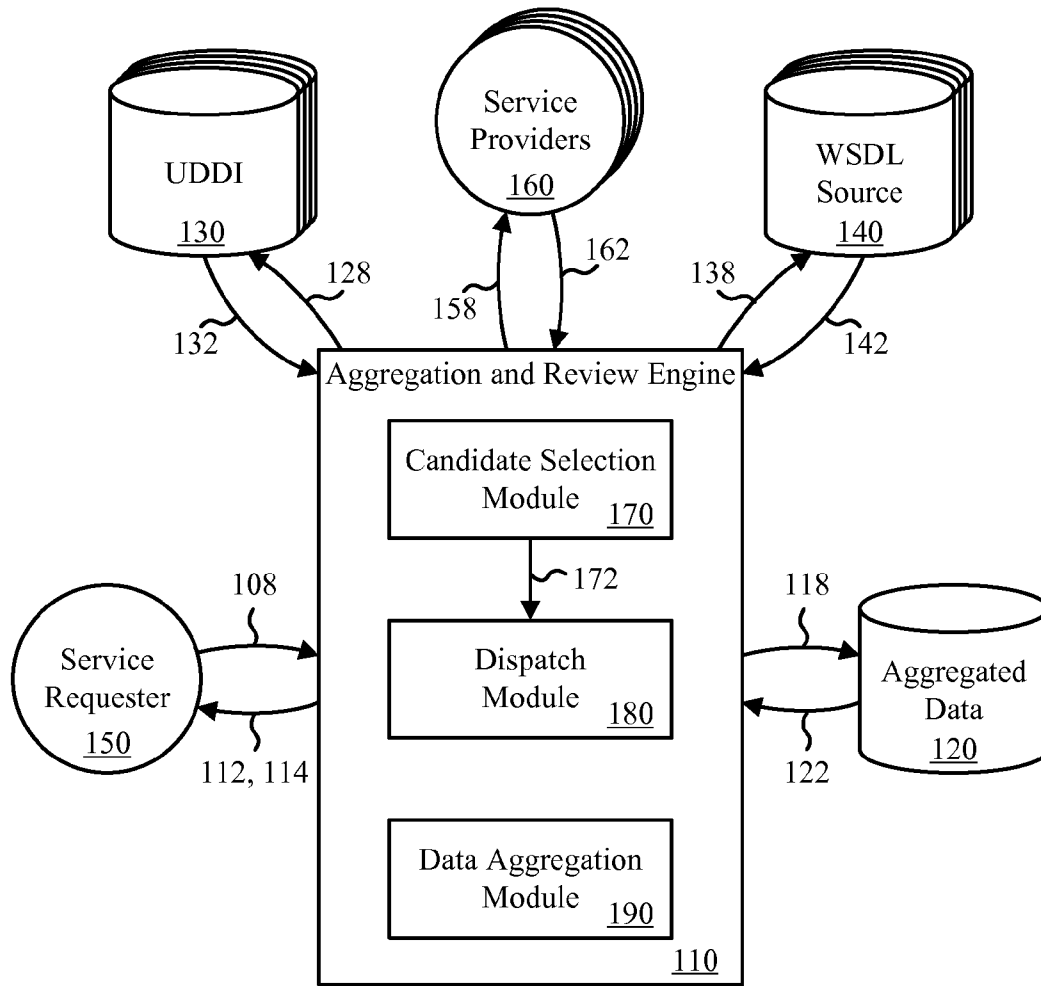 UDDI
130
Service
Providers
160
WSDL
Source
140
128
132
158
162
138
142
Aggregation and Review Engine
Candidate Selection
Module
170
172
108
Service
Requester
150
112, 114
Dispatch
Module
180
118
Aggregated
Data
120
122
Data Aggregation
Module
190
110